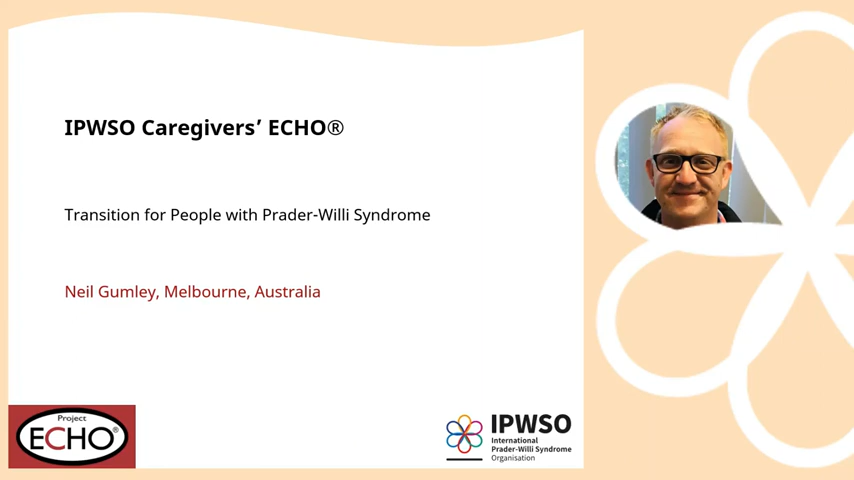 IPWSO Caregivers’ ECHO®
Transition for People with Prader-Willi Syndrome
Neil Gumley, Melbourne, Australia
Project
ECHO®
IPWSO
International
Prader-Willi Syndrome
Organisation